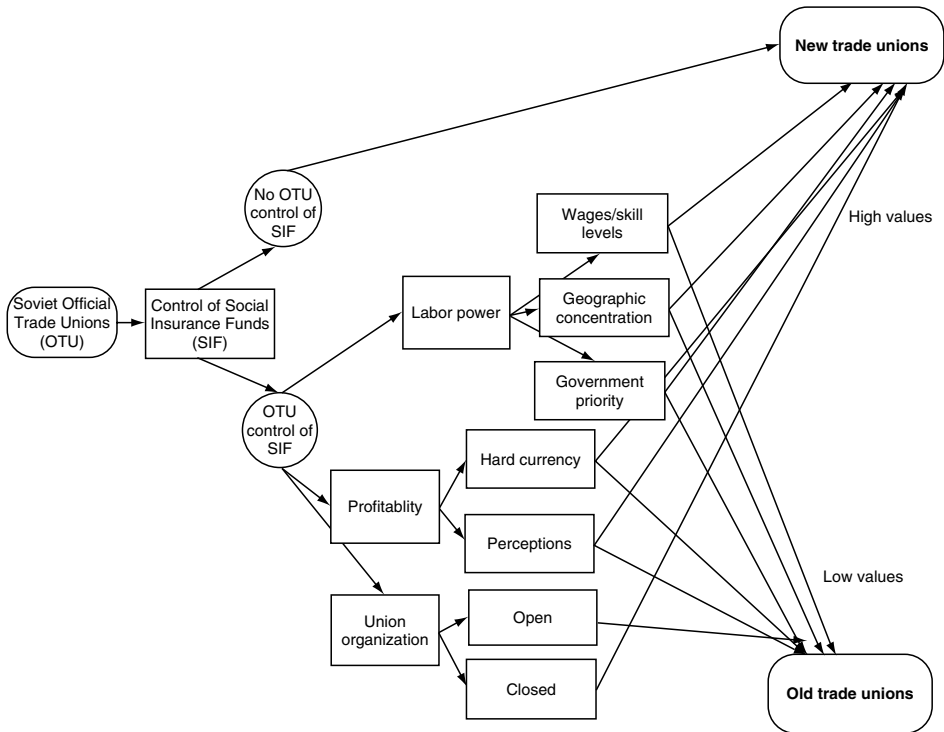 New trade unions
No OTU
control of
SIF
Wages/skill
levels
High values
Soviet Official
Trade Unions
(OTU)
Control of Social
Insurance Funds
(SIF)
Labor power
Geographic
concentration
Government
priority
OTU
control of
SIF
Hard currency
Profitablity
Perceptions
Low values
Union
organization
Open
Closed
Old trade unions